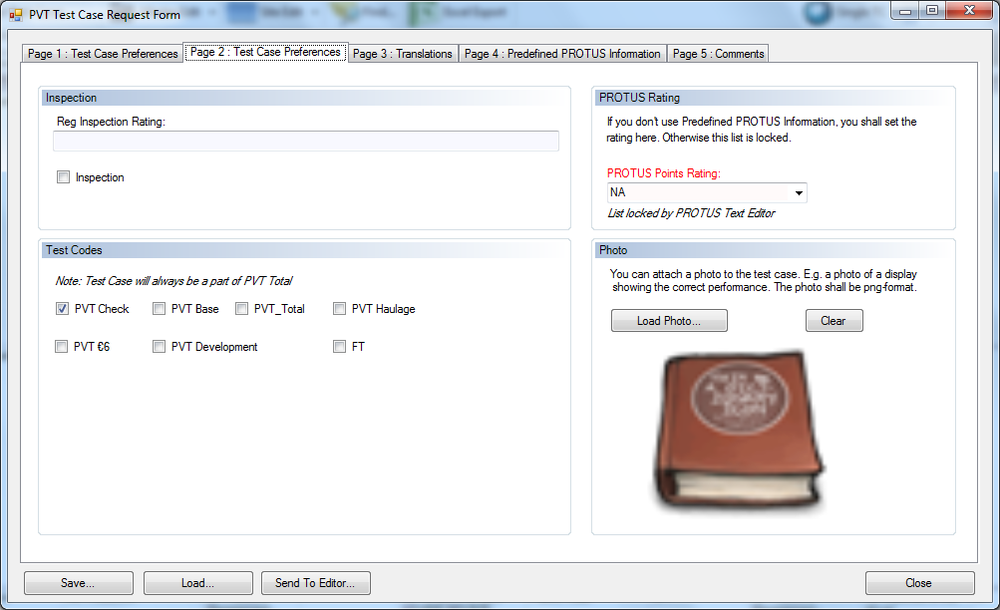 PVT Test Case Request Form
Page 1 : Test Case Preferences
Page 2 : Test Case Preferences
Page 3 : Translations
Page 4 : Predefined PROTUS Information
Page 5 : Comments
Inspection
Reg Inspection Rating:
Inspection
PROTUS Rating
If you don't use Predefined PROTUS Information, you shall set the
rating here. Otherwise this list is locked.
PROTUS Points Rating:
NA
List locked by PROTUS Text Editor
Test Codes
Note: Test Case will always be a part of PVT Total
PVT Check PVT Base PVT_Total PVT Haulage
PVT €6 PVT Development FT
Photo
You can attach a photo to the test case. E.g. a photo of a display
showing the correct performance. The photo shall be png-format.
Load Photo...
Clear
Save...
Load...
Send To Editor...
Close